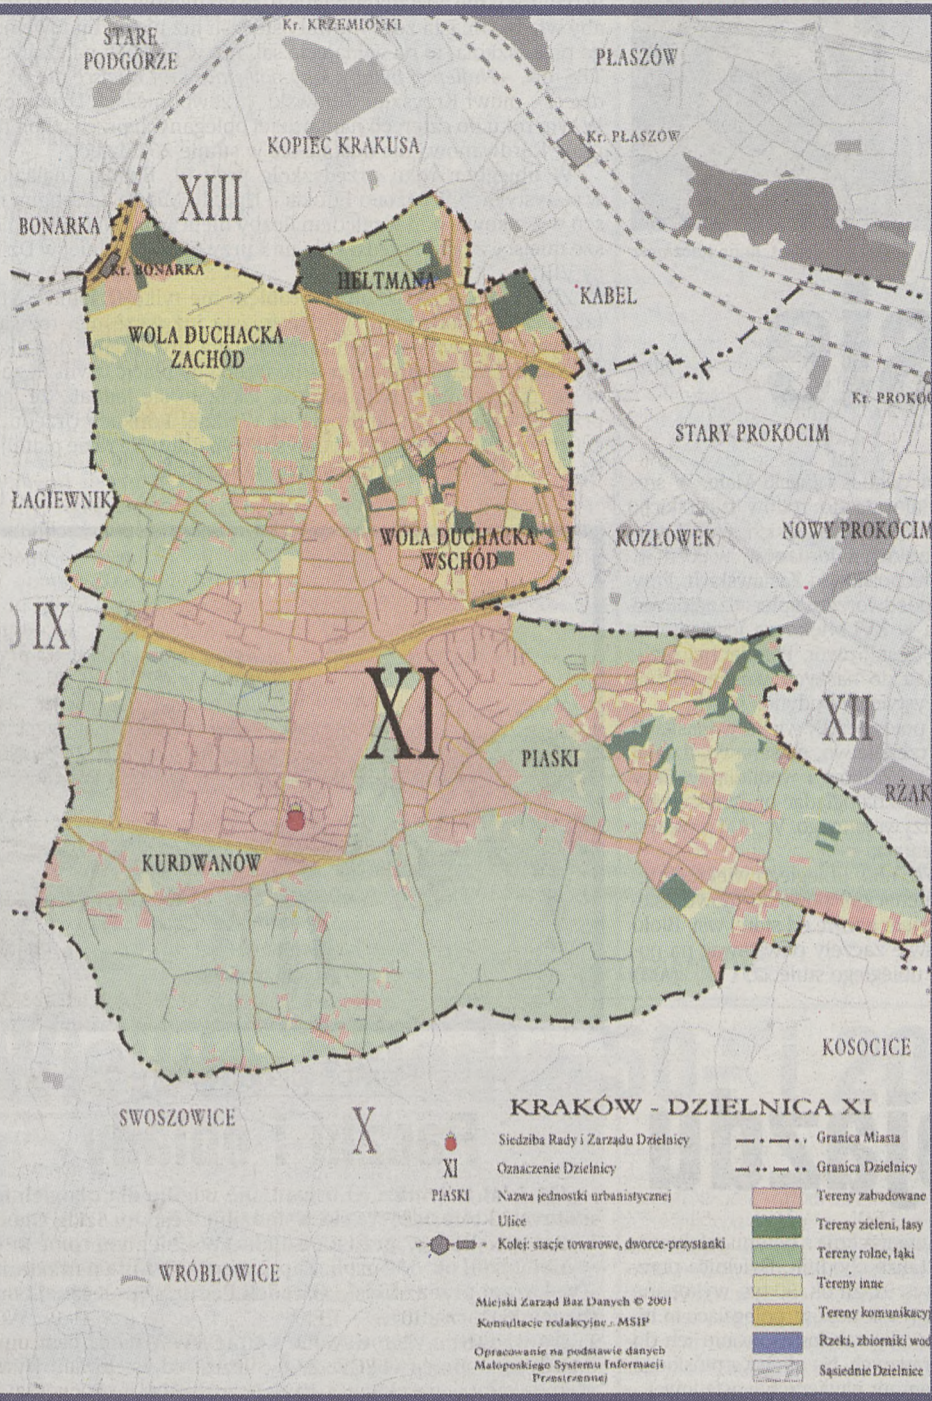 Kr. KRZEMIONKI
STARE
PODGÓRZE
PŁASZÓW
Kr. PŁASZÓW
KOPIEC KRAKUSA
XIII
BONARKA
Kr. BONARKA
HELTMANA
KABEL
WOLA DUCHACKA
ZACHÓD
Kr. PROKOC
STARY PROKOCIM
ŁAGIEWNIKI
WOLA DUCHACKA
WSCHÓD
KOZŁÓWEK
NOWY PROKOCIM
IX
XI
XII
PIASKI
RŻĄK
KURDWANÓW
KOSOCICE
SWOSZOWICE
X
WRÓBLOWICE
KRAKÓW - DZIELNICA XI
Siedziba Rady i Zarządu Dzielnicy
XI Oznaczenie Dzielnicy
PIASKI Nazwa jednostki urbanistycznej
Ulice
Kolej: stacje towarowe, dworce-przystanki
Granica Miasta
Granica Dzielnicy
Tereny zabudowane
Tereny zieleni, lasy
Tereny rolne, łąki
Tereny inne
Tereny komunikacy
Rzeki, zbiorniki wod
Sąsiednie Dzielnice
Miejski Zarząd Baz Danych © 2001
Konsultacje redakcyjne: MSIP
Opracowanie na podstawie danych
Małoposkiego Systemu Informacji
Przestrzennej